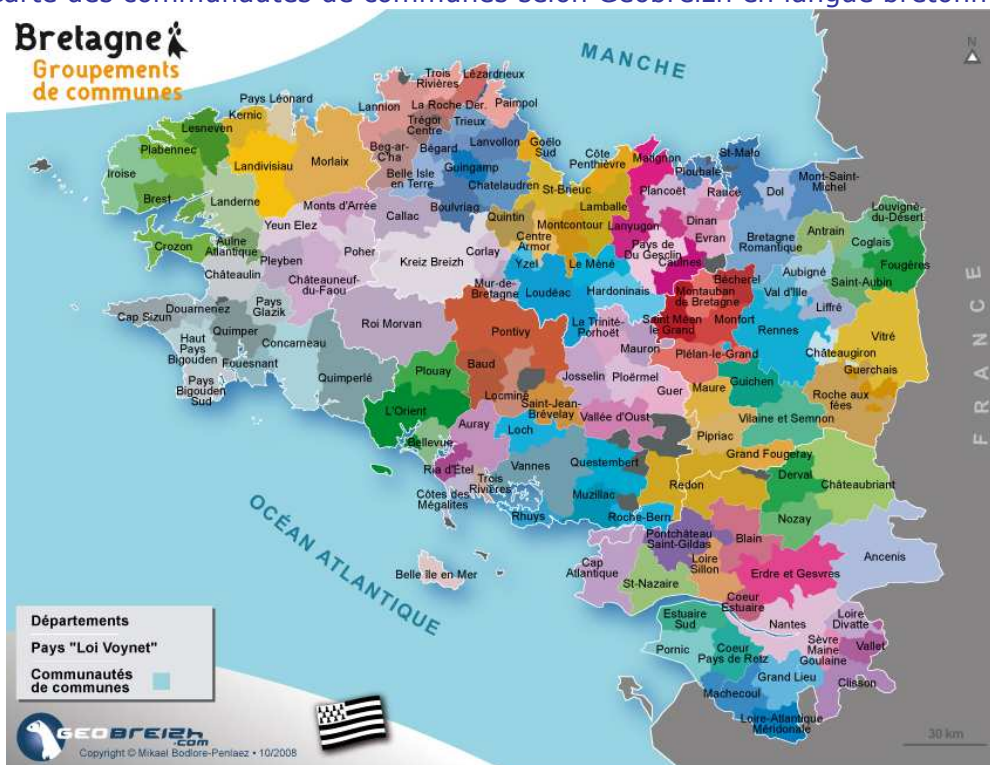 Carte des communautés de communes selon Géobreizh en langue bretonne
Bretagne
Groupements
de communes
MANCHE
N
Pays Léonard
Kernic
Lesneven
Plabennec
Iroise
Brest
Landivisiau
Morlaix
Landerne
Lannion
Trois
Rivières
Lézardrieux
La Roche Der.
Paimpol
Trégor
Centre
Trieux
Beg-ar-
C'ha
Bégard
Lanvollon
Goëlo
Sud
Guingamp
Belle Isle
en Terre
Chatelaudren
St-Brieuc
Côte
Penthièvre
Matignon
Pleubale
St-Malo
Plancoët
Rance
Dol
Mont-Saint-
Michel
Lamballe
Lanyugon
Dinan
Evran
Bretagne
Romantique
Antrain
Louvigné-
du-Désert
Coglais
Fougères
Crozon
Aulne
Atlantique
Monts d'Arrée
Yeun Elez
Callac
Boulvriag
Quintin
Montcontour
Centre
Armor
Pays de
Du Gesclin
Caulnes
Pleyben
Poher
Kreiz Breizh
Corlay
Yzel
Le Méné
Bécherel
Aubigné
Val d'Ille
Saint-Aubin
Châteaulin
Châteauneuf-
du-Faou
Mur-de-
Bretagne
Loudéac
Hardoninais
Montauban
de Bretagne
Liffré
Cap Sizun
Douarnenez
Pays
Glazik
Roi Morvan
Pontivy
La Trinité-
Porhoët
Saint Méen
le Grand
Monfort
Rennes
Vitré
Quimper
Haut
Pays
Bigouden
Concarneau
Fouesnant
Mauron
Plélan-le-Grand
Châteaugiron
Pays
Bigouden
Sud
Quimperlé
Plouay
Baud
Josselin
Ploërmel
Guer
Maure
Guichen
Guerchais
Roche aux
fées
L'Orient
Locminé
Saint-Jean-
Brévelay
Vallée d'Oust
Vilaine et Semnon
Bellevue
Auray
Loch
Pipriac
Grand Fougeray
Ria d'Étel
Trois
Rivières
Vannes
Questembert
Redon
Derval
Châteaubriant
Côtes des
Mégalites
Rhuys
Muzillac
Roche-Bern.
Nozay
Pontchâteau
Saint-Gildas
Blain
Belle île en Mer
Cap
Atlantique
St-Nazaire
Loire
Sillon
Erdre et Gesvres
Ancenis
Coeur
Estuaire
Estuaire
Sud
Nantes
Loire
Divatte
Pornic
Coeur
Pays de Retz
Sèvre
Maine
Goulaine
Vallet
Grand Lieu
Clisson
Machecoul
Loire-Atlantique
Méridionale
OCÉAN ATLANTIQUE
FRANCE
Départements
Pays "Loi Voynet"
Communautés
de communes
GEOBREIZH
.COM
Copyright © Mikael Bodlore-Penlaez • 10/2008
30 km